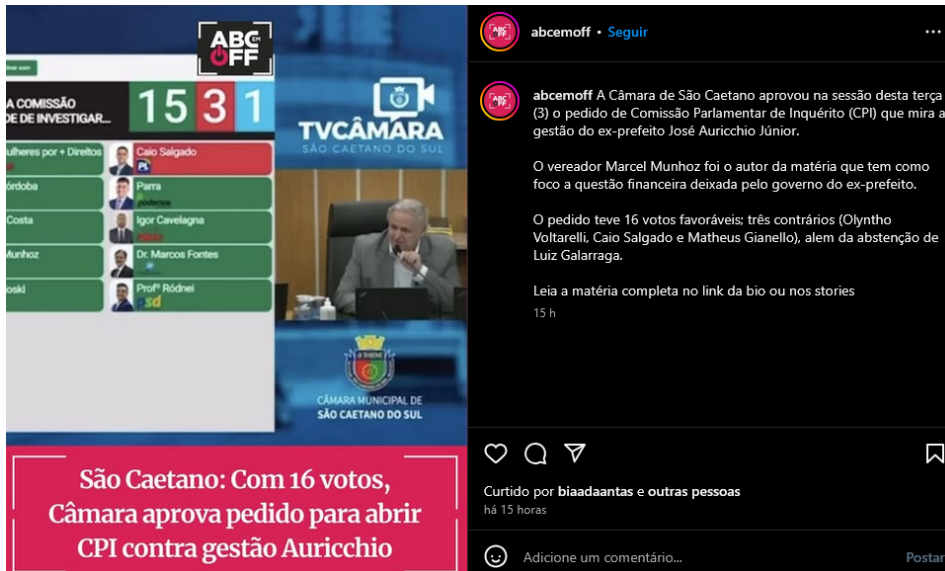 ABC EM
OFF
A COMISSÃO
DE DE INVESTIGAR...
15 3 1
ulheres por + Direitos
Caio Salgado
PL
órdoba
Parra
podemos
Costa
Igor Cavelagna
Munhoz
Dr. Marcos Fontes
oski
Profº Ródnei
psd
TVCÂMARA
SÃO CAETANO DO SUL
CÂMARA MUNICIPAL DE
SÃO CAETANO DO SUL
São Caetano: Com 16 votos,
Câmara aprova pedido para abrir
CPI contra gestão Auricchio
abcemoff • Seguir
abcemoff A Câmara de São Caetano aprovou na sessão desta terça
(3) o pedido de Comissão Parlamentar de Inquérito (CPI) que mira a
gestão do ex-prefeito José Auricchio Júnior.
O vereador Marcel Munhoz foi o autor da matéria que tem como
foco a questão financeira deixada pelo governo do ex-prefeito.
O pedido teve 16 votos favoráveis; três contrários (Olyntho
Voltarelli, Caio Salgado e Matheus Gianello), alem da abstenção de
Luiz Galarraga.
Leia a matéria completa no link da bio ou nos stories
15 h
Curtido por biaadaantas e outras pessoas
há 15 horas
Adicione um comentário...
Postar